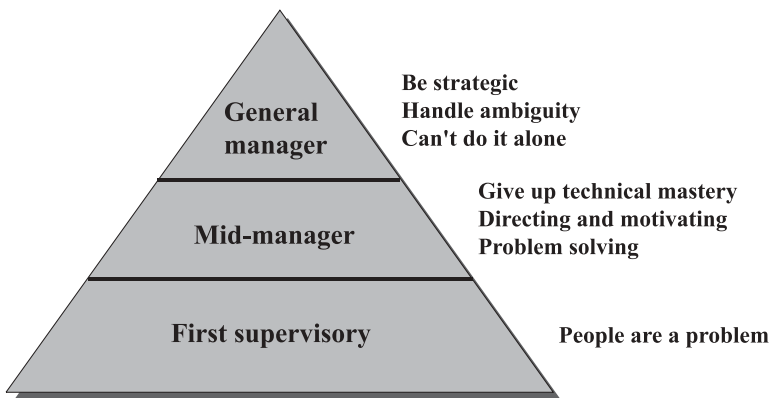 General
manager
Be strategic
Handle ambiguity
Can't do it alone
Mid-manager
Give up technical mastery
Directing and motivating
Problem solving
First supervisory
People are a problem